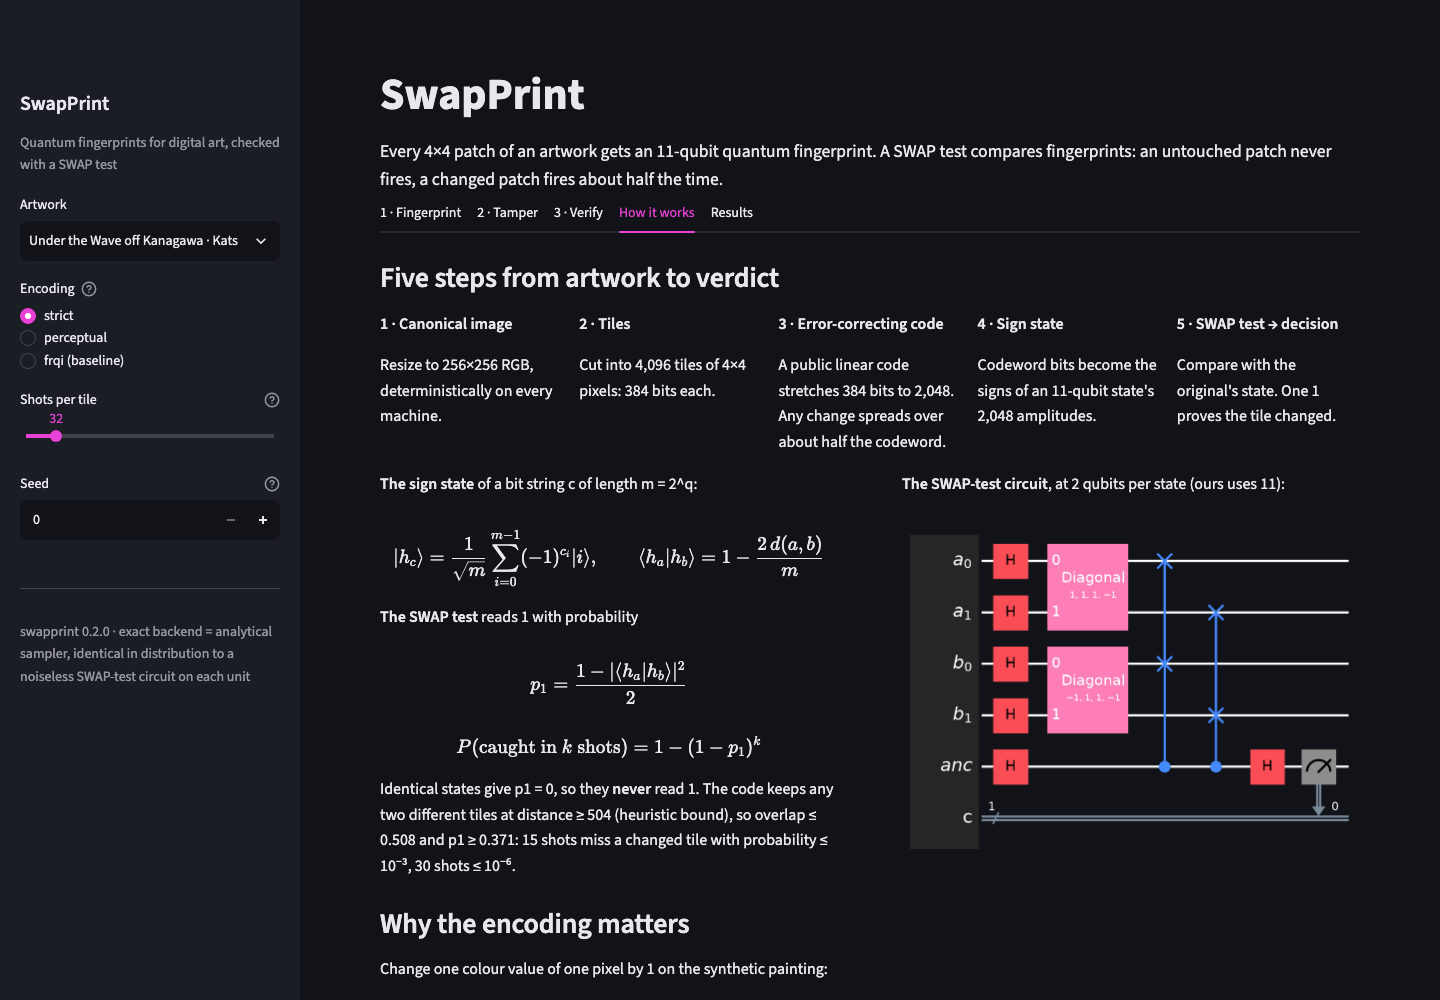 SwapPrint
Quantum fingerprints for digital art, checked
with a SWAP test
Artwork
Under the Wave off Kanagawa · Kats
Encoding
strict
perceptual
frqi (baseline)
Shots per tile
32
Seed
0
swapprint 0.2.0 · exact backend = analytical
sampler, identical in distribution to a
noiseless SWAP-test circuit on each unit
SwapPrint
Every 4×4 patch of an artwork gets an 11-qubit quantum fingerprint. A SWAP test compares fingerprints: an untouched patch never
fires, a changed patch fires about half the time.
1 · Fingerprint 2 · Tamper 3 · Verify How it works Results
Five steps from artwork to verdict
1 · Canonical image
Resize to 256×256 RGB,
deterministically on every
machine.
2 · Tiles
Cut into 4,096 tiles of 4×4
pixels: 384 bits each.
3 · Error-correcting code
A public linear code
stretches 384 bits to 2,048.
Any change spreads over
about half the codeword.
4 · Sign state
Codeword bits become the
signs of an 11-qubit state's
2,048 amplitudes.
5 · SWAP test → decision
Compare with the
original's state. One 1
proves the tile changed.
The sign state of a bit string c of length m = 2^q:
|h_c⟩ = 1/√m ∑_{i=0}^{m−1} (−1)^{c_i} |i⟩, ⟨h_a|h_b⟩ = 1 − 2 d(a, b)/m
The SWAP test reads 1 with probability
p₁ = (1 − |⟨h_a|h_b⟩|²)/2
P(caught in k shots) = 1 − (1 − p₁)^k
Identical states give p1 = 0, so they never read 1. The code keeps any
two different tiles at distance ≥ 504 (heuristic bound), so overlap ≤
0.508 and p1 ≥ 0.371: 15 shots miss a changed tile with probability ≤
10⁻³, 30 shots ≤ 10⁻⁶.
The SWAP-test circuit, at 2 qubits per state (ours uses 11):
a₀ H 0
Diagonal
1, 1, 1, −1
a₁ H 1
b₀ H 0
Diagonal
−1, 1, 1, −1
b₁ H 1
anc H H
c 1 0
Why the encoding matters
Change one colour value of one pixel by 1 on the synthetic painting: